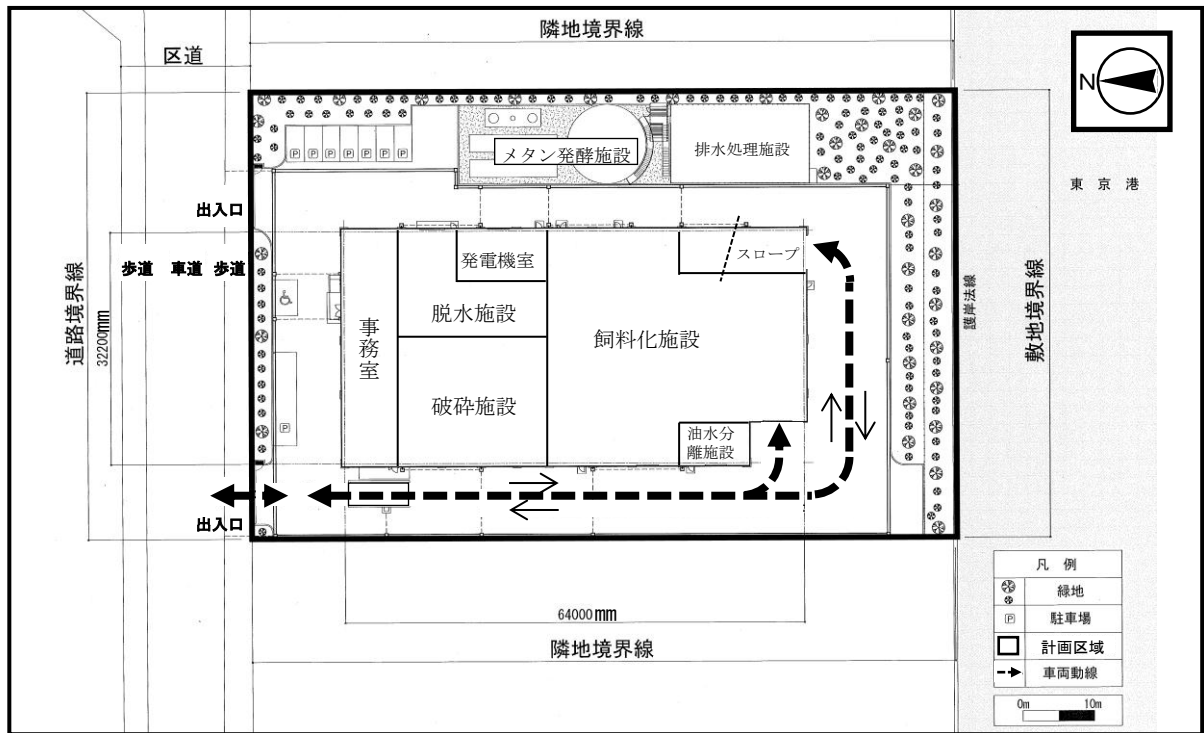 隣地境界線
区道
N
東京港
メタン発酵施設
排水処理施設
P P P P P P P
出入口
歩道 車道 歩道
道路境界線
32200mm
事務室
発電機室
脱水施設
破砕施設
飼料化施設
スロープ
油水分
離施設
P
護岸法線
敷地境界線
出入口
64000mm
隣地境界線
凡 例
緑地
P
駐車場
計画区域
車両動線
0m 10m